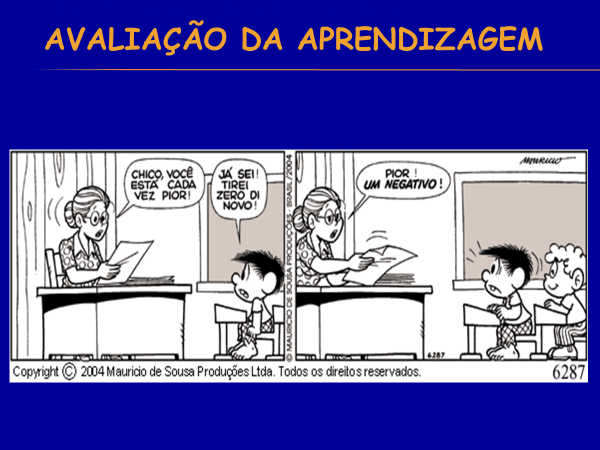 AVALIAÇÃO DA APRENDIZAGEM
CHICO, VOCÊ
ESTÁ CADA
VEZ PIOR!
JÁ SEI!
TIREI
ZERO DI
NOVO!
© MAURICIO DE SOUSA PRODUÇÕES - BRASIL/2004
PIOR!
UM NEGATIVO!
MAURICIO
6287
Copyright © 2004 Mauricio de Sousa Produções Ltda. Todos os direitos reservados.
6287